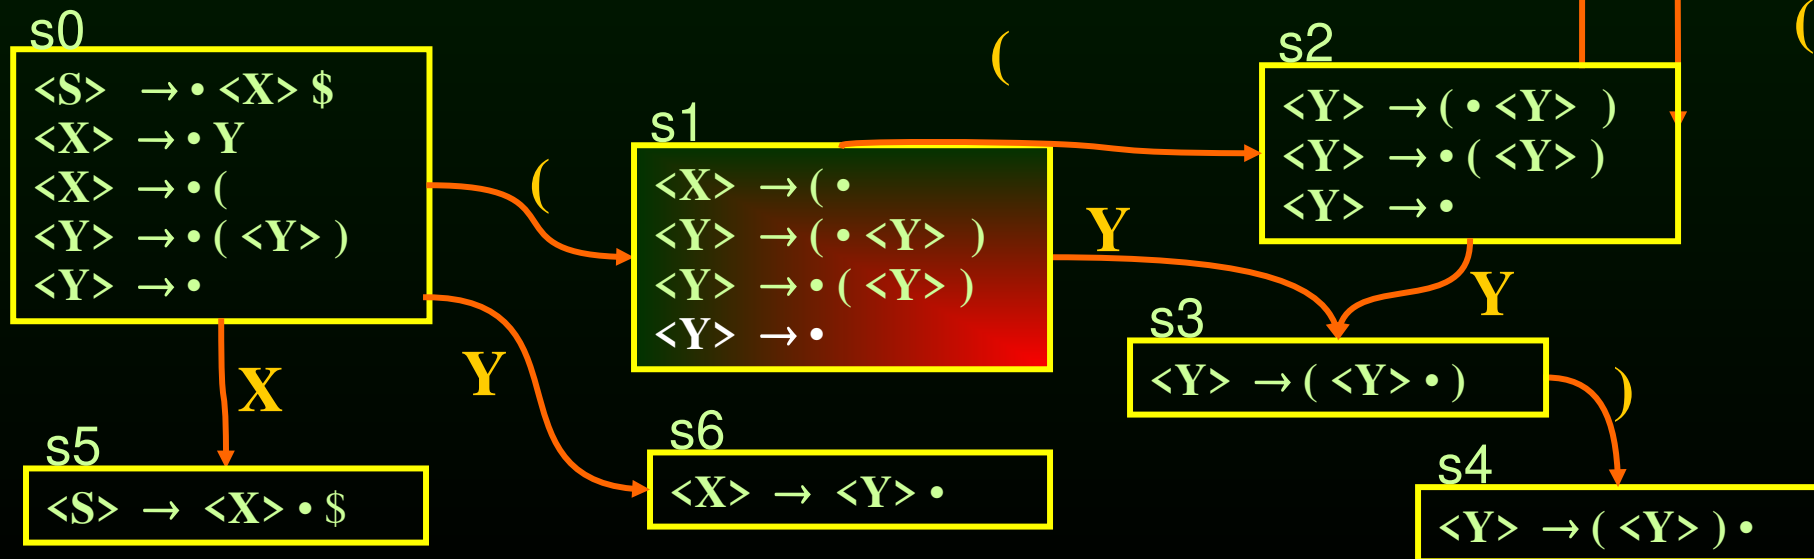 s0
<S> → • <X> $
<X> → • Y
<X> → • (
<Y> → • ( <Y> )
<Y> → •
(
X
Y
s5
<S> → <X> • $
(
s1
<X> → ( •
<Y> → ( • <Y> )
<Y> → • ( <Y> )
<Y> → •
Y
s6
<X> → <Y> •
(
s2
<Y> → ( • <Y> )
<Y> → • ( <Y> )
<Y> → •
Y
s3
<Y> → ( <Y> • )
)
s4
<Y> → ( <Y> ) •